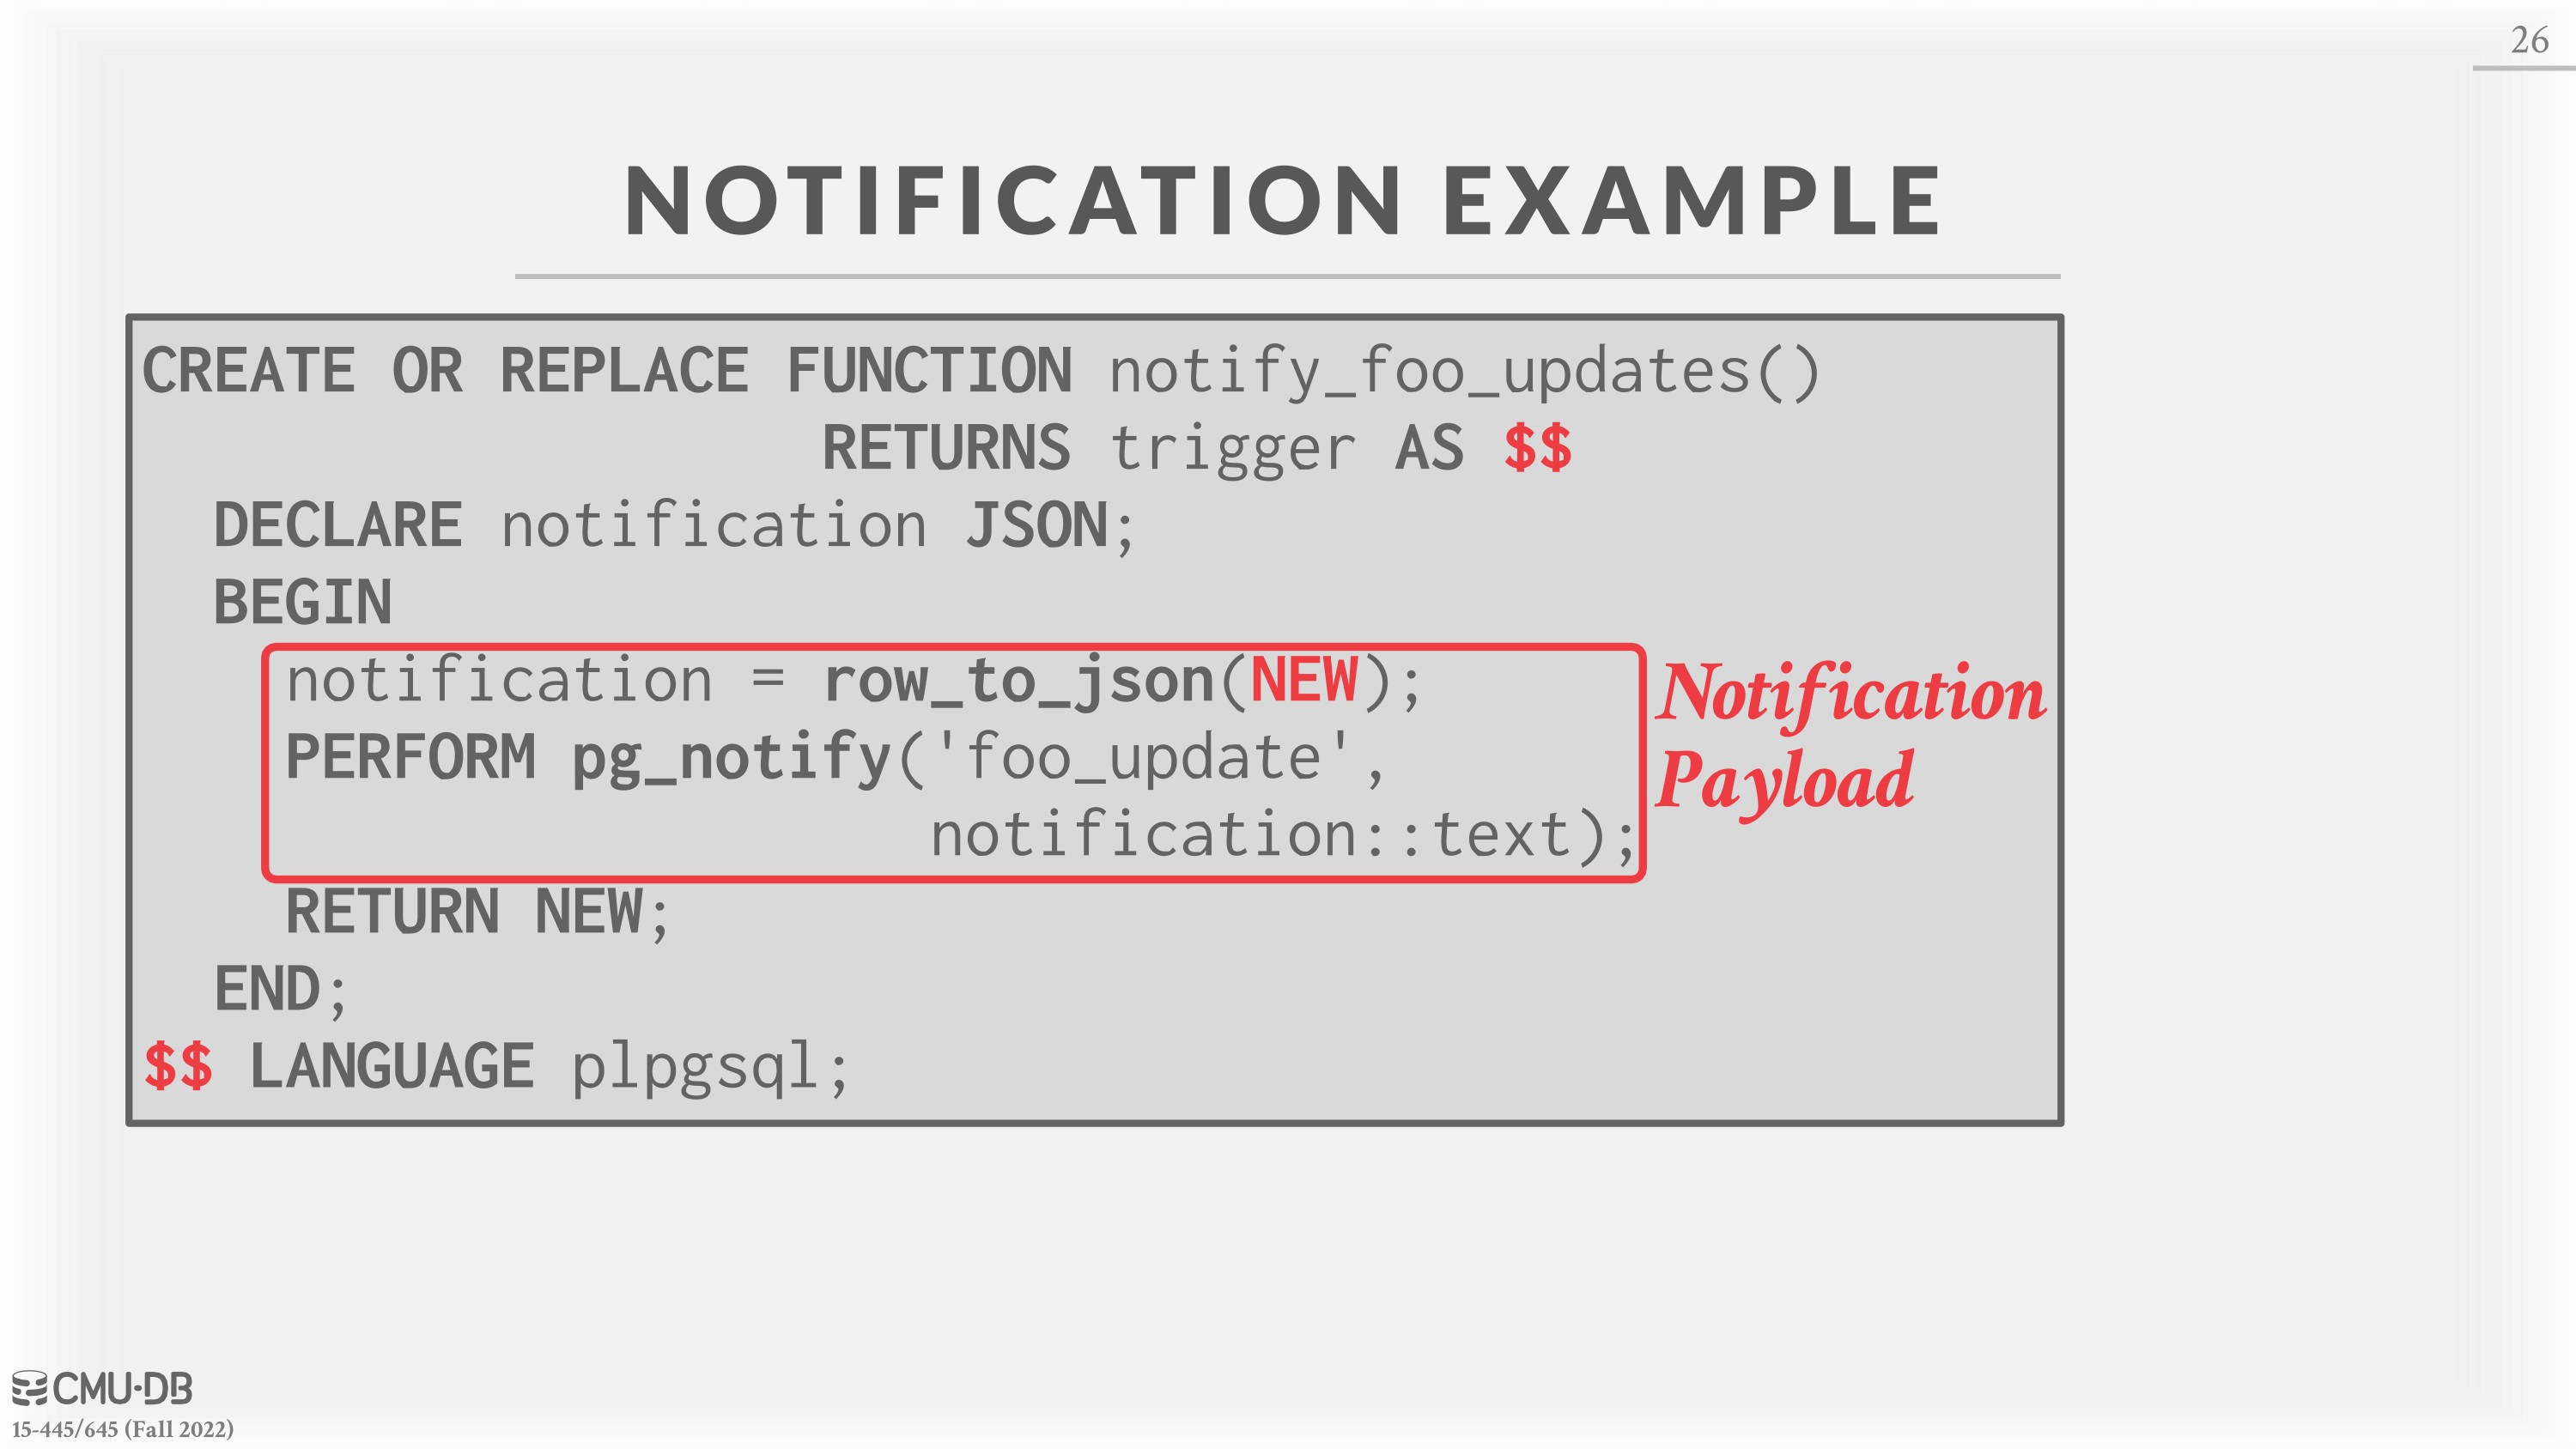 26
NOTIFICATION EXAMPLE
CREATE OR REPLACE FUNCTION notify_foo_updates()
RETURNS trigger AS $$
DECLARE notification JSON;
BEGIN
notification = row_to_json(NEW);
PERFORM pg_notify('foo_update',
notification::text);
Notification
Payload
RETURN NEW;
END;
$$ LANGUAGE plpgsql;
CMU·DB
15-445/645 (Fall 2022)